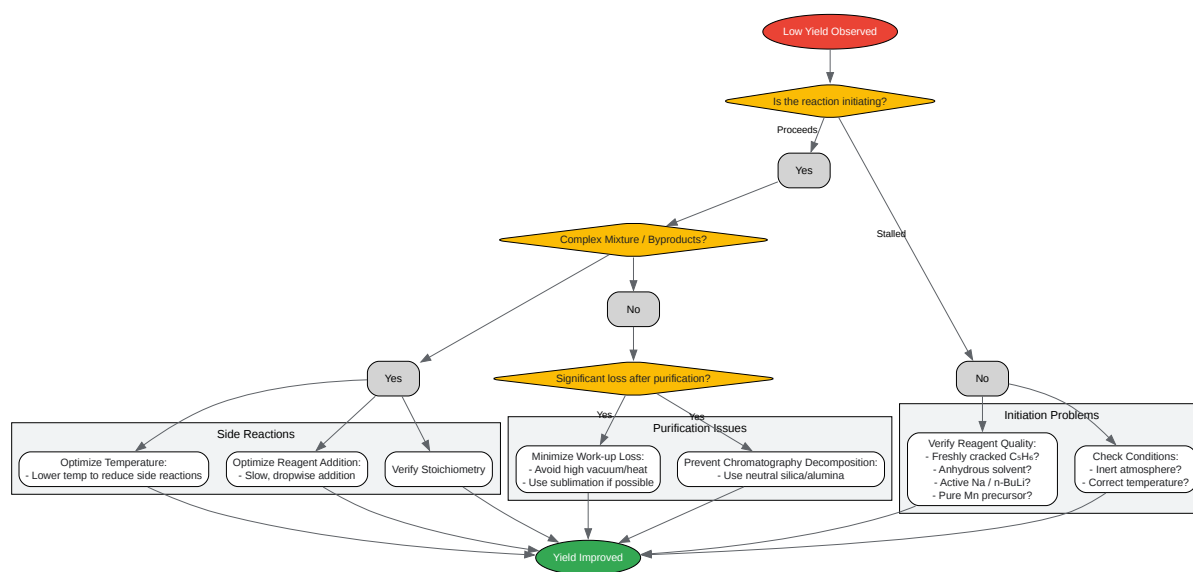 Low Yield Observed
Is the reaction initiating?
Proceeds
Yes
Stalled
Complex Mixture / Byproducts?
No
Yes
Significant loss after purification?
No
Yes
Yes
Side Reactions
Purification Issues
Initiation Problems
Optimize Temperature:
- Lower temp to reduce side reactions
Optimize Reagent Addition:
- Slow, dropwise addition
Verify Stoichiometry
Minimize Work-up Loss:
- Avoid high vacuum/heat
- Use sublimation if possible
Prevent Chromatography Decomposition:
- Use neutral silica/alumina
Verify Reagent Quality:
- Freshly cracked C₅H₆?
- Anhydrous solvent?
- Active Na / n-BuLi?
- Pure Mn precursor?
Check Conditions:
- Inert atmosphere?
- Correct temperature?
Yield Improved